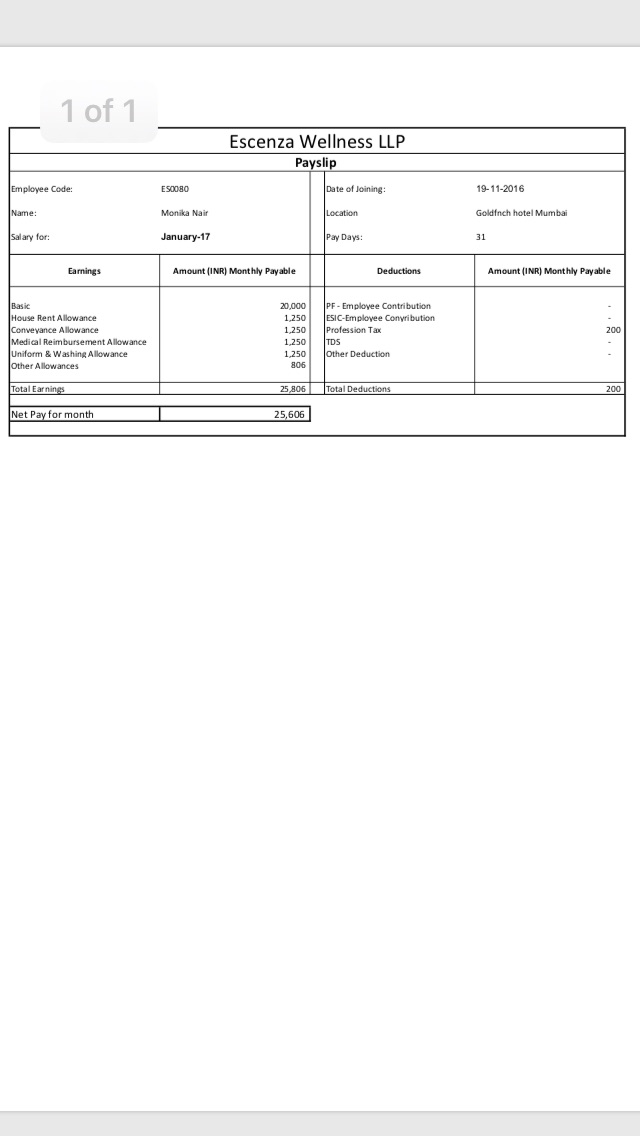 1 of 1
Escenza Wellness LLP
Payslip
Employee Code: ES0080 Date of Joining: 19-11-2016
Name: Monika Nair Location Goldfnch hotel Mumbai
Salary for: January-17 Pay Days: 31
Earnings Amount (INR) Monthly Payable Deductions Amount (INR) Monthly Payable
Basic 20,000 PF - Employee Contribution -
House Rent Allowance 1,250 ESIC-Employee Conyribution -
Conveyance Allowance 1,250 Profession Tax 200
Medical Reimbursement Allowance 1,250 TDS -
Uniform & Washing Allowance 1,250 Other Deduction -
Other Allowances 806
Total Earnings 25,806 Total Deductions 200
Net Pay for month 25,606